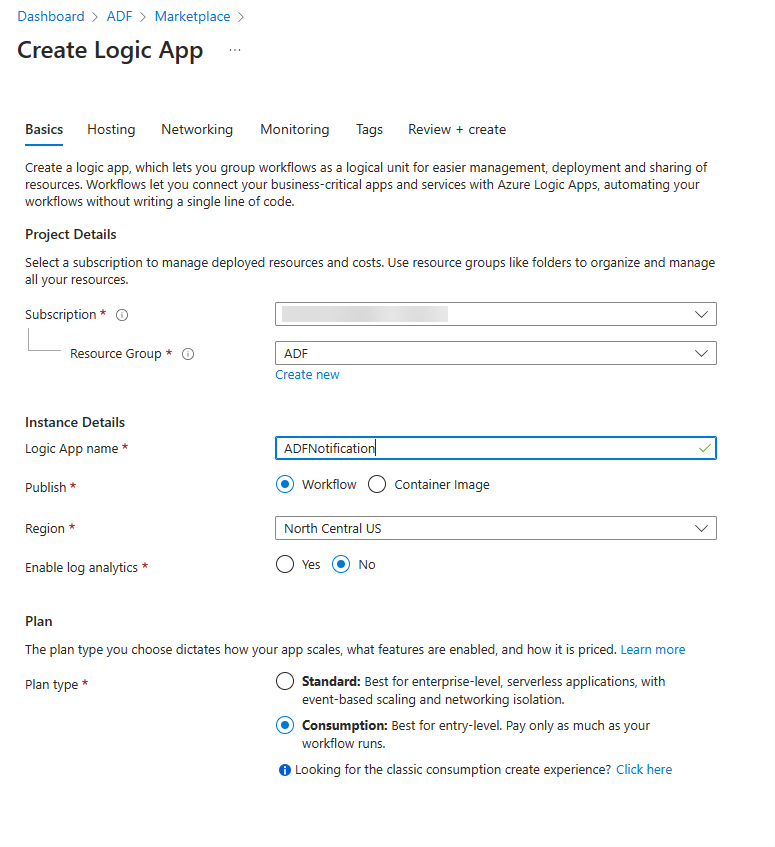 Dashboard > ADF > Marketplace >
Create Logic App ...
Basics Hosting Networking Monitoring Tags Review + create
Create a logic app, which lets you group workflows as a logical unit for easier management, deployment and sharing of
resources. Workflows let you connect your business-critical apps and services with Azure Logic Apps, automating your
workflows without writing a single line of code.
Project Details
Select a subscription to manage deployed resources and costs. Use resource groups like folders to organize and manage
all your resources.
Subscription *
Resource Group * ADF
Create new
Instance Details
Logic App name * ADFNotification
Publish * Workflow Container Image
Region * North Central US
Enable log analytics * Yes No
Plan
The plan type you choose dictates how your app scales, what features are enabled, and how it is priced. Learn more
Plan type * Standard: Best for enterprise-level, serverless applications, with
event-based scaling and networking isolation.
Consumption: Best for entry-level. Pay only as much as your
workflow runs.
Looking for the classic consumption create experience? Click here